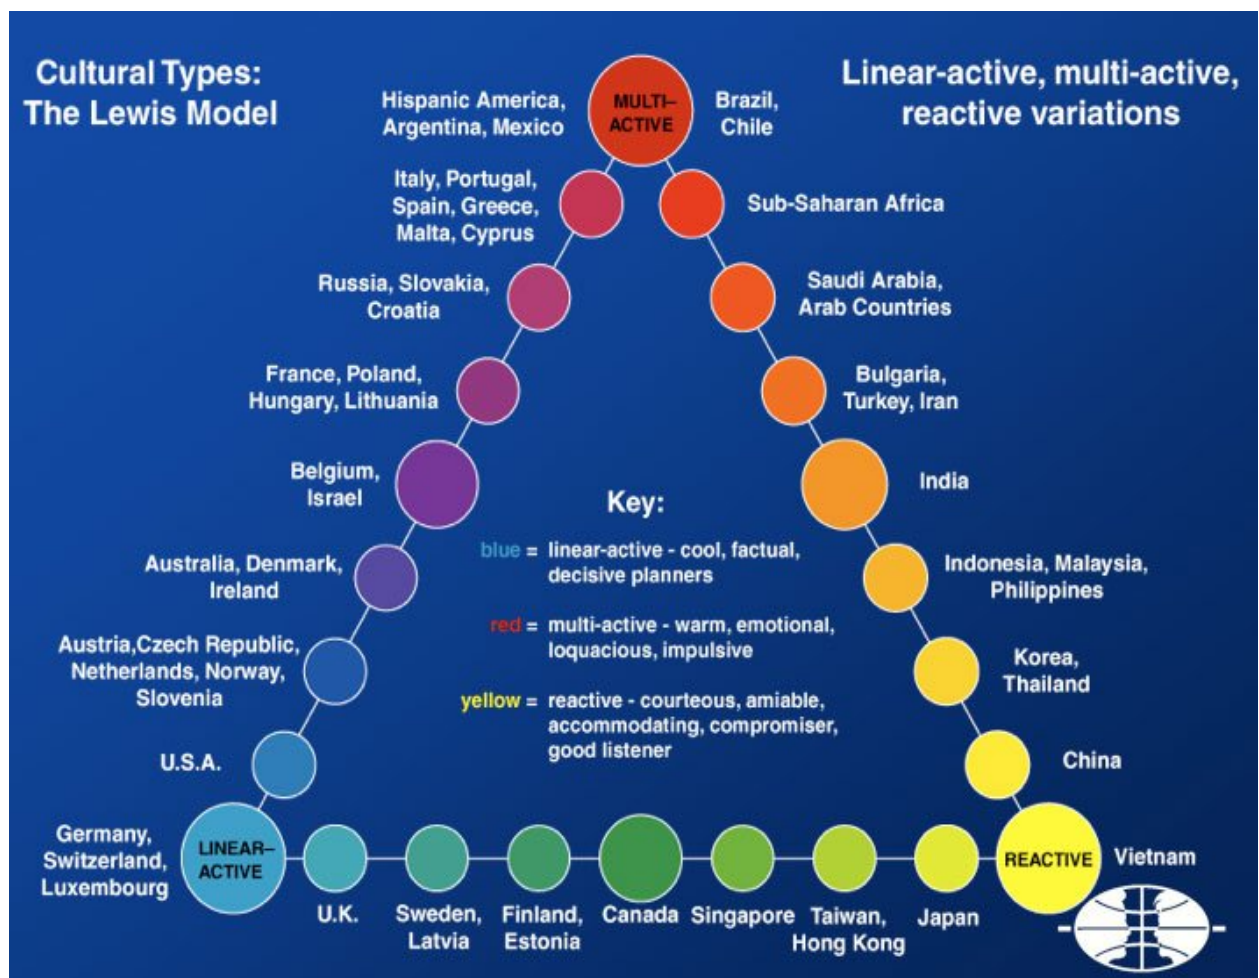 Cultural Types:
The Lewis Model
Linear-active, multi-active,
reactive variations
Hispanic America,
Argentina, Mexico
MULTI–
ACTIVE
Brazil,
Chile
Italy, Portugal,
Spain, Greece,
Malta, Cyprus
Sub-Saharan Africa
Russia, Slovakia,
Croatia
Saudi Arabia,
Arab Countries
France, Poland,
Hungary, Lithuania
Bulgaria,
Turkey, Iran
Belgium,
Israel
India
Key:
blue = linear-active - cool, factual,
decisive planners
red = multi-active - warm, emotional,
loquacious, impulsive
yellow = reactive - courteous, amiable,
accommodating, compromiser,
good listener
Australia, Denmark,
Ireland
Indonesia, Malaysia,
Philippines
Austria,Czech Republic,
Netherlands, Norway,
Slovenia
Korea,
Thailand
U.S.A.
China
Germany,
Switzerland,
Luxembourg
LINEAR–
ACTIVE
REACTIVE
Vietnam
U.K.
Sweden,
Latvia
Finland,
Estonia
Canada
Singapore
Taiwan,
Hong Kong
Japan